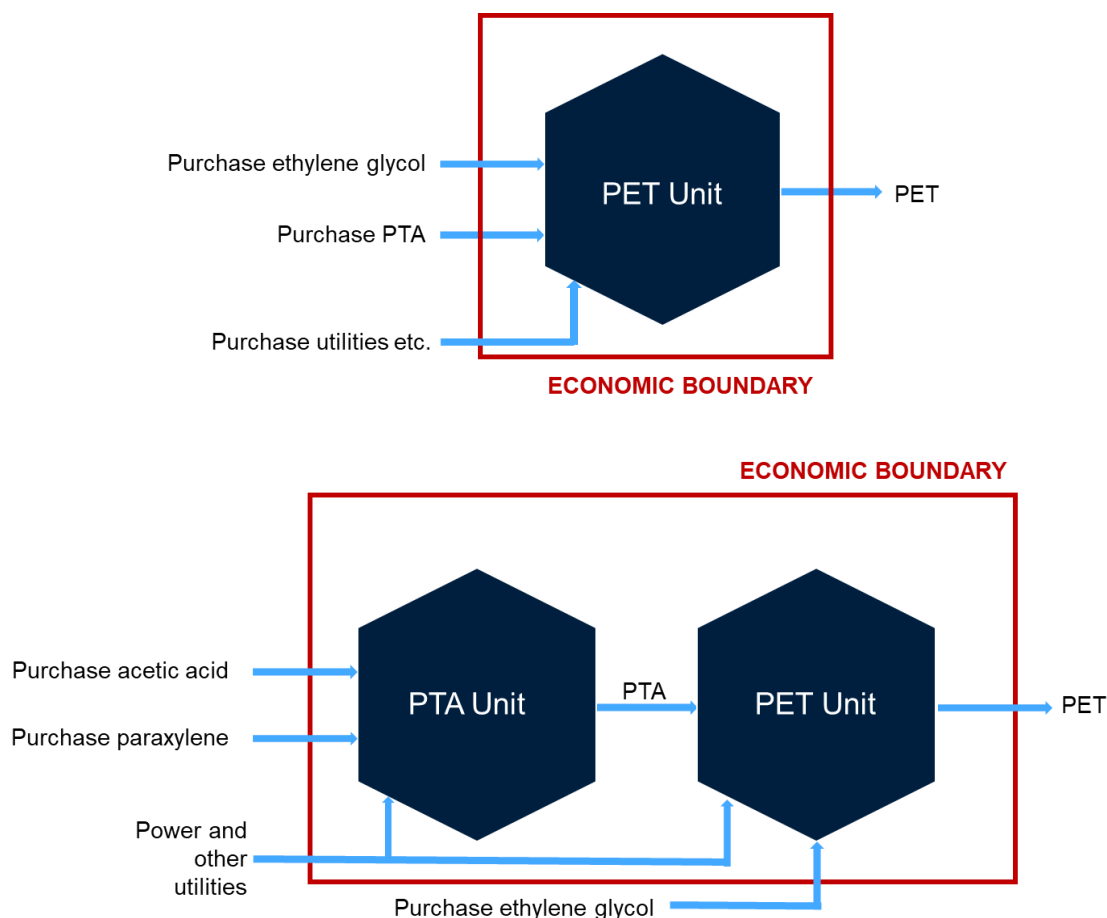 Purchase ethylene glycol
PET Unit
PET
Purchase PTA
Purchase utilities etc.
ECONOMIC BOUNDARY
ECONOMIC BOUNDARY
Purchase acetic acid
PTA Unit
PTA
PET Unit
PET
Purchase paraxylene
Power and
other
utilities
Purchase ethylene glycol